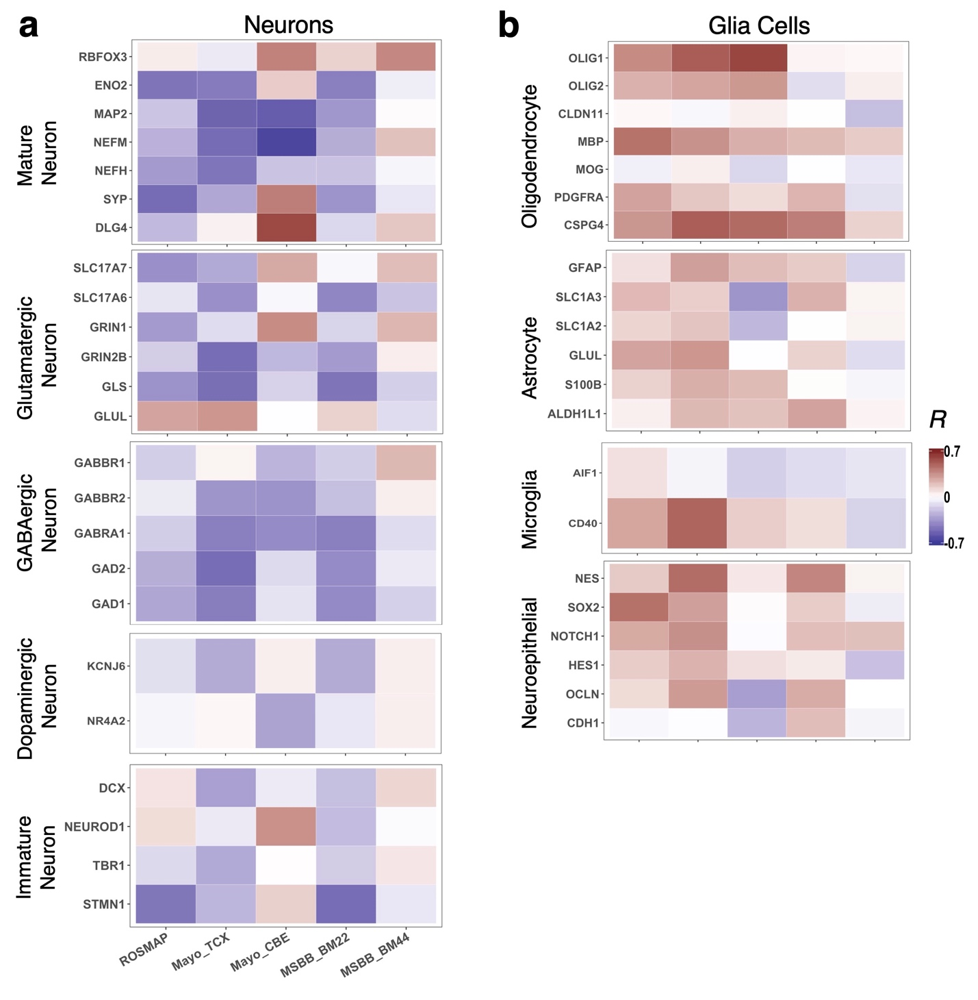 a
Neurons
Mature
Neuron
RBFOX3
ENO2
MAP2
NEFM
NEFH
SYP
DLG4
Glutamatergic
Neuron
SLC17A7
SLC17A6
GRIN1
GRIN2B
GLS
GLUL
GABAergic
Neuron
GABBR1
GABBR2
GABRA1
GAD2
GAD1
Dopaminergic
Neuron
KCNJ6
NR4A2
Immature
Neuron
DCX
NEUROD1
TBR1
STMN1
ROSMAP
Mayo_TCX
Mayo_CBE
MSBB_BM22
MSBB_BM44
b
Glia Cells
Oligodendrocyte
OLIG1
OLIG2
CLDN11
MBP
MOG
PDGFRA
CSPG4
Astrocyte
GFAP
SLC1A3
SLC1A2
GLUL
S100B
ALDH1L1
Microglia
AIF1
CD40
Neuroepithelial
NES
SOX2
NOTCH1
HES1
OCLN
CDH1
R
0.7
0
-0.7